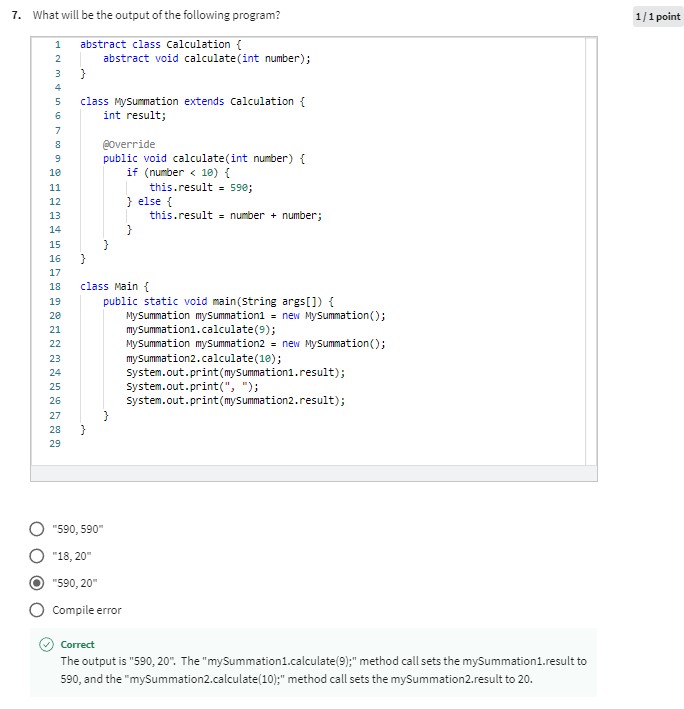 7. What will be the output of the following program?
1/1 point
1 abstract class Calculation {
2     abstract void calculate(int number);
3 }
4
5 class MySummation extends Calculation {
6     int result;
7
8     @Override
9     public void calculate(int number) {
10         if (number < 10) {
11             this.result = 590;
12         } else {
13             this.result = number + number;
14         }
15     }
16 }
17
18 class Main {
19     public static void main(String args[]) {
20         MySummation mySummation1 = new MySummation();
21         mySummation1.calculate(9);
22         MySummation mySummation2 = new MySummation();
23         mySummation2.calculate(10);
24         System.out.print(mySummation1.result);
25         System.out.print(", ");
26         System.out.print(mySummation2.result);
27     }
28 }
29
"590, 590"
"18, 20"
"590, 20"
Compile error
Correct
The output is "590, 20". The "mySummation1.calculate(9);" method call sets the mySummation1.result to
590, and the "mySummation2.calculate(10);" method call sets the mySummation2.result to 20.